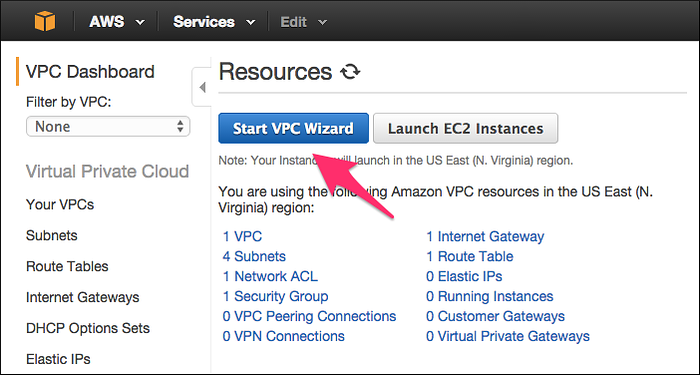 AWS Services Edit
VPC Dashboard
Filter by VPC:
None
Virtual Private Cloud
Your VPCs
Subnets
Route Tables
Internet Gateways
DHCP Options Sets
Elastic IPs
Resources
Start VPC Wizard Launch EC2 Instances
Note: Your Instances will launch in the US East (N. Virginia) region.
You are using the following Amazon VPC resources in the US East (N.
Virginia) region:
1 VPC 1 Internet Gateway
4 Subnets 1 Route Table
1 Network ACL 0 Elastic IPs
1 Security Group 0 Running Instances
0 VPC Peering Connections 0 Customer Gateways
0 VPN Connections 0 Virtual Private Gateways